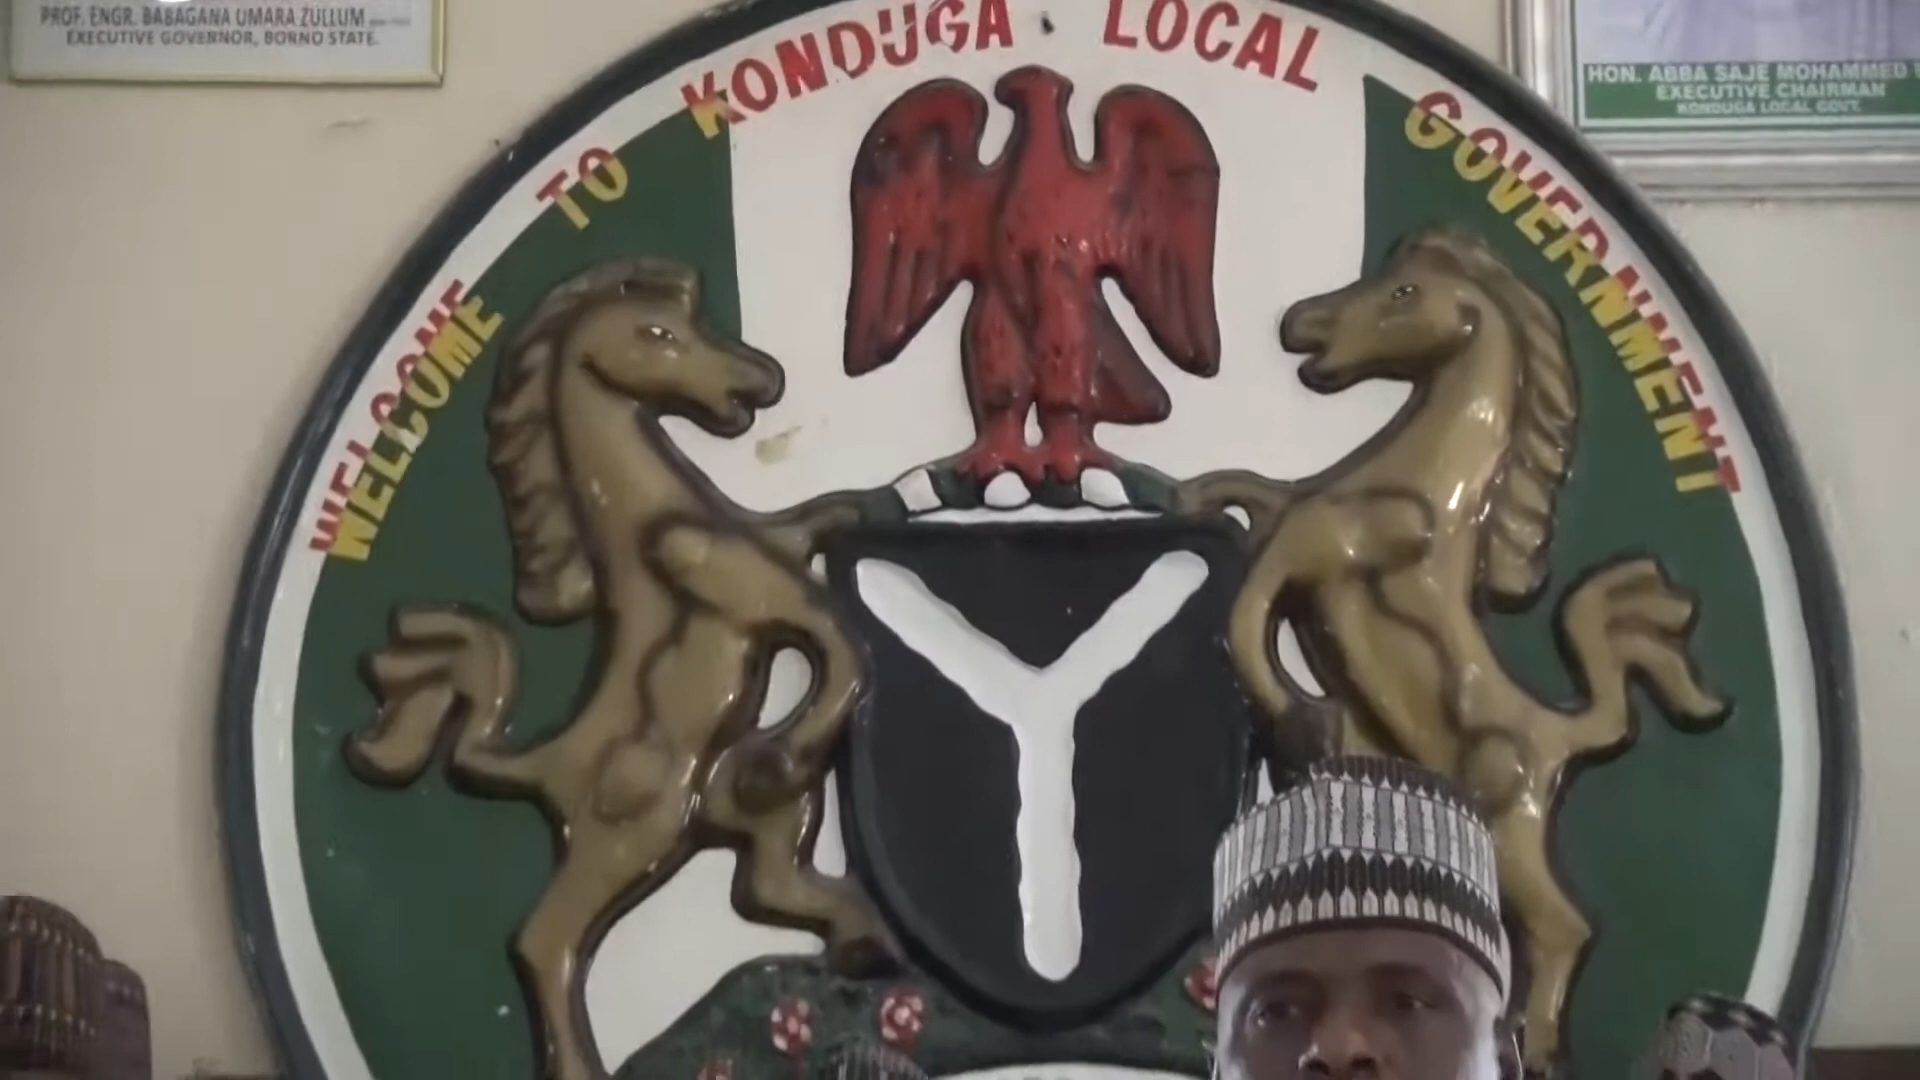 PROF. ENGR. BABAGANA UMARA ZULLUM
EXECUTIVE GOVERNOR, BORNO STATE.
WELCOME TO KONDUGA LOCAL GOVERNMENT
HON. ABBA SAJE MOHAMMED
EXECUTIVE CHAIRMAN
KONDUGA LOCAL GOVT.